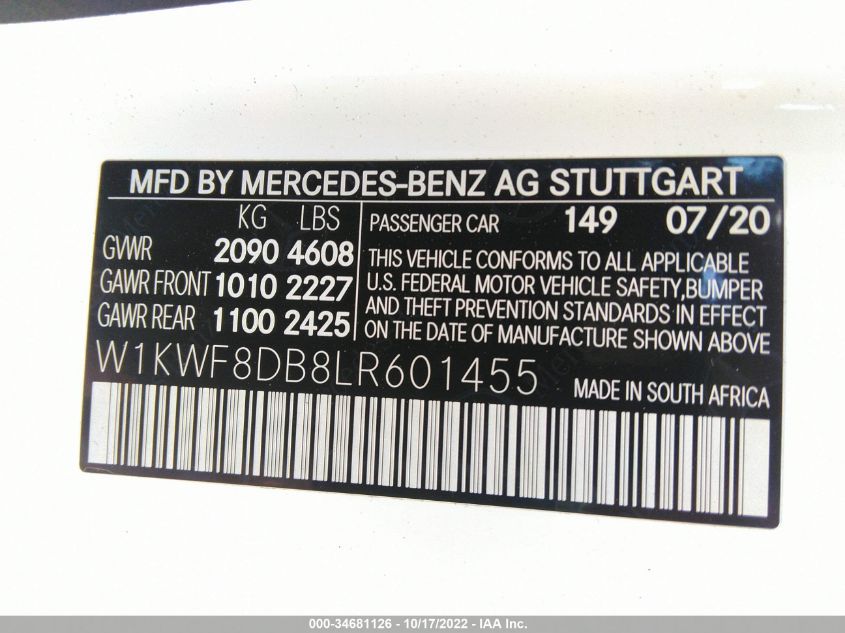 MFD BY MERCEDES-BENZ AG STUTTGART
KG LBS
GVWR 2090 4608
GAWR FRONT 1010 2227
GAWR REAR 1100 2425
PASSENGER CAR 149 07/20
THIS VEHICLE CONFORMS TO ALL APPLICABLE
U.S. FEDERAL MOTOR VEHICLE SAFETY,BUMPER
AND THEFT PREVENTION STANDARDS IN EFFECT
ON THE DATE OF MANUFACTURE SHOWN ABOVE
W1KWF8DB8LR601455
MADE IN SOUTH AFRICA
000-34681126 - 10/17/2022 - IAA Inc.